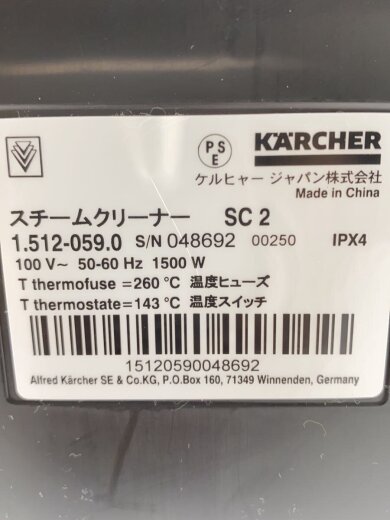 PSE
KÄRCHER
ケルヒャー ジャパン株式会社
Made in China
スチームクリーナー SC 2
1.512-059.0 S/N 048692 00250 IPX4
100 V~ 50-60 Hz 1500 W
T thermofuse =260 °C 温度ヒューズ
T thermostate =143 °C 温度スイッチ
15120590048692
Alfred Kärcher SE & Co.KG, P.O.Box 160, 71349 Winnenden, Germany